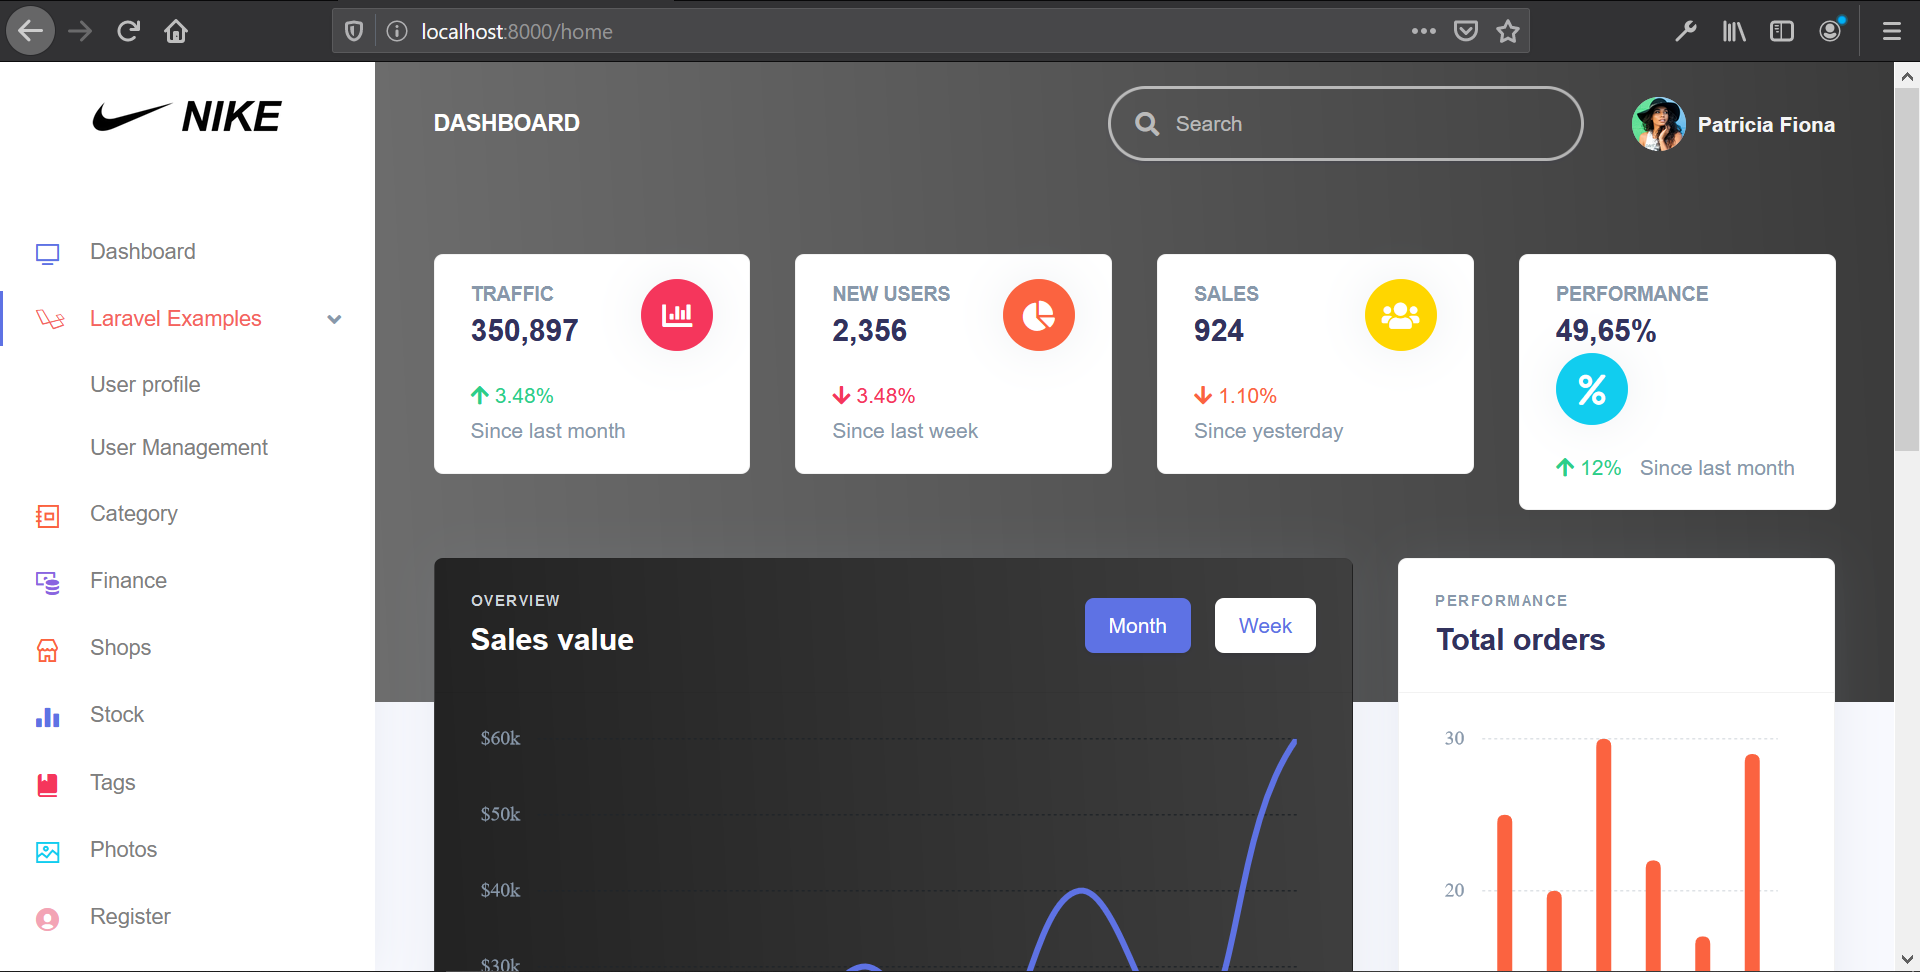 localhost:8000/home
NIKE
DASHBOARD
Search
Patricia Fiona
Dashboard
Laravel Examples
User profile
User Management
Category
Finance
Shops
Stock
Tags
Photos
Register
TRAFFIC
350,897
3.48%
Since last month
NEW USERS
2,356
3.48%
Since last week
SALES
924
1.10%
Since yesterday
PERFORMANCE
49,65%
%
12% Since last month
OVERVIEW
Sales value
Month
Week
$60k
$50k
$40k
$30k
PERFORMANCE
Total orders
30
20